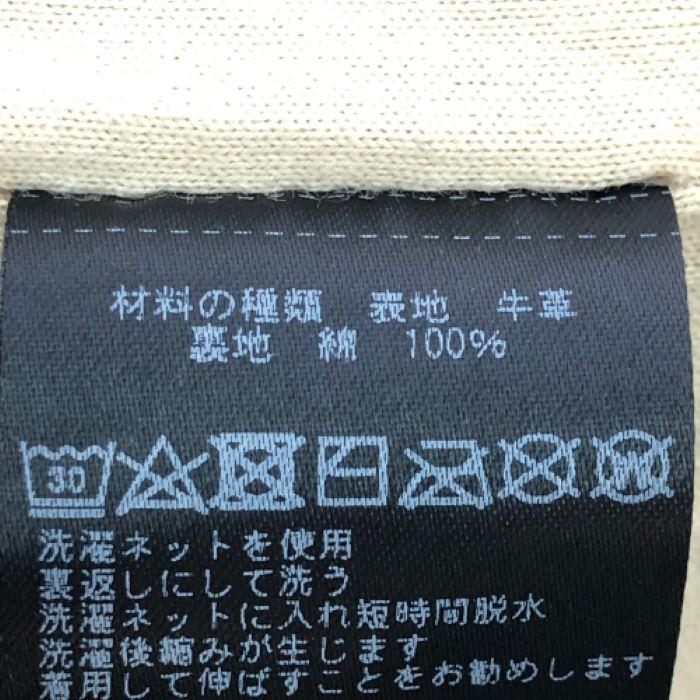 材料の種類 表地 牛革
裏地 綿 100%
30
W
洗濯ネットを使用
裏返しにして洗う
洗濯ネットに入れ短時間脱水
洗濯後縮みが生じます
着用して伸ばすことをお勧めします